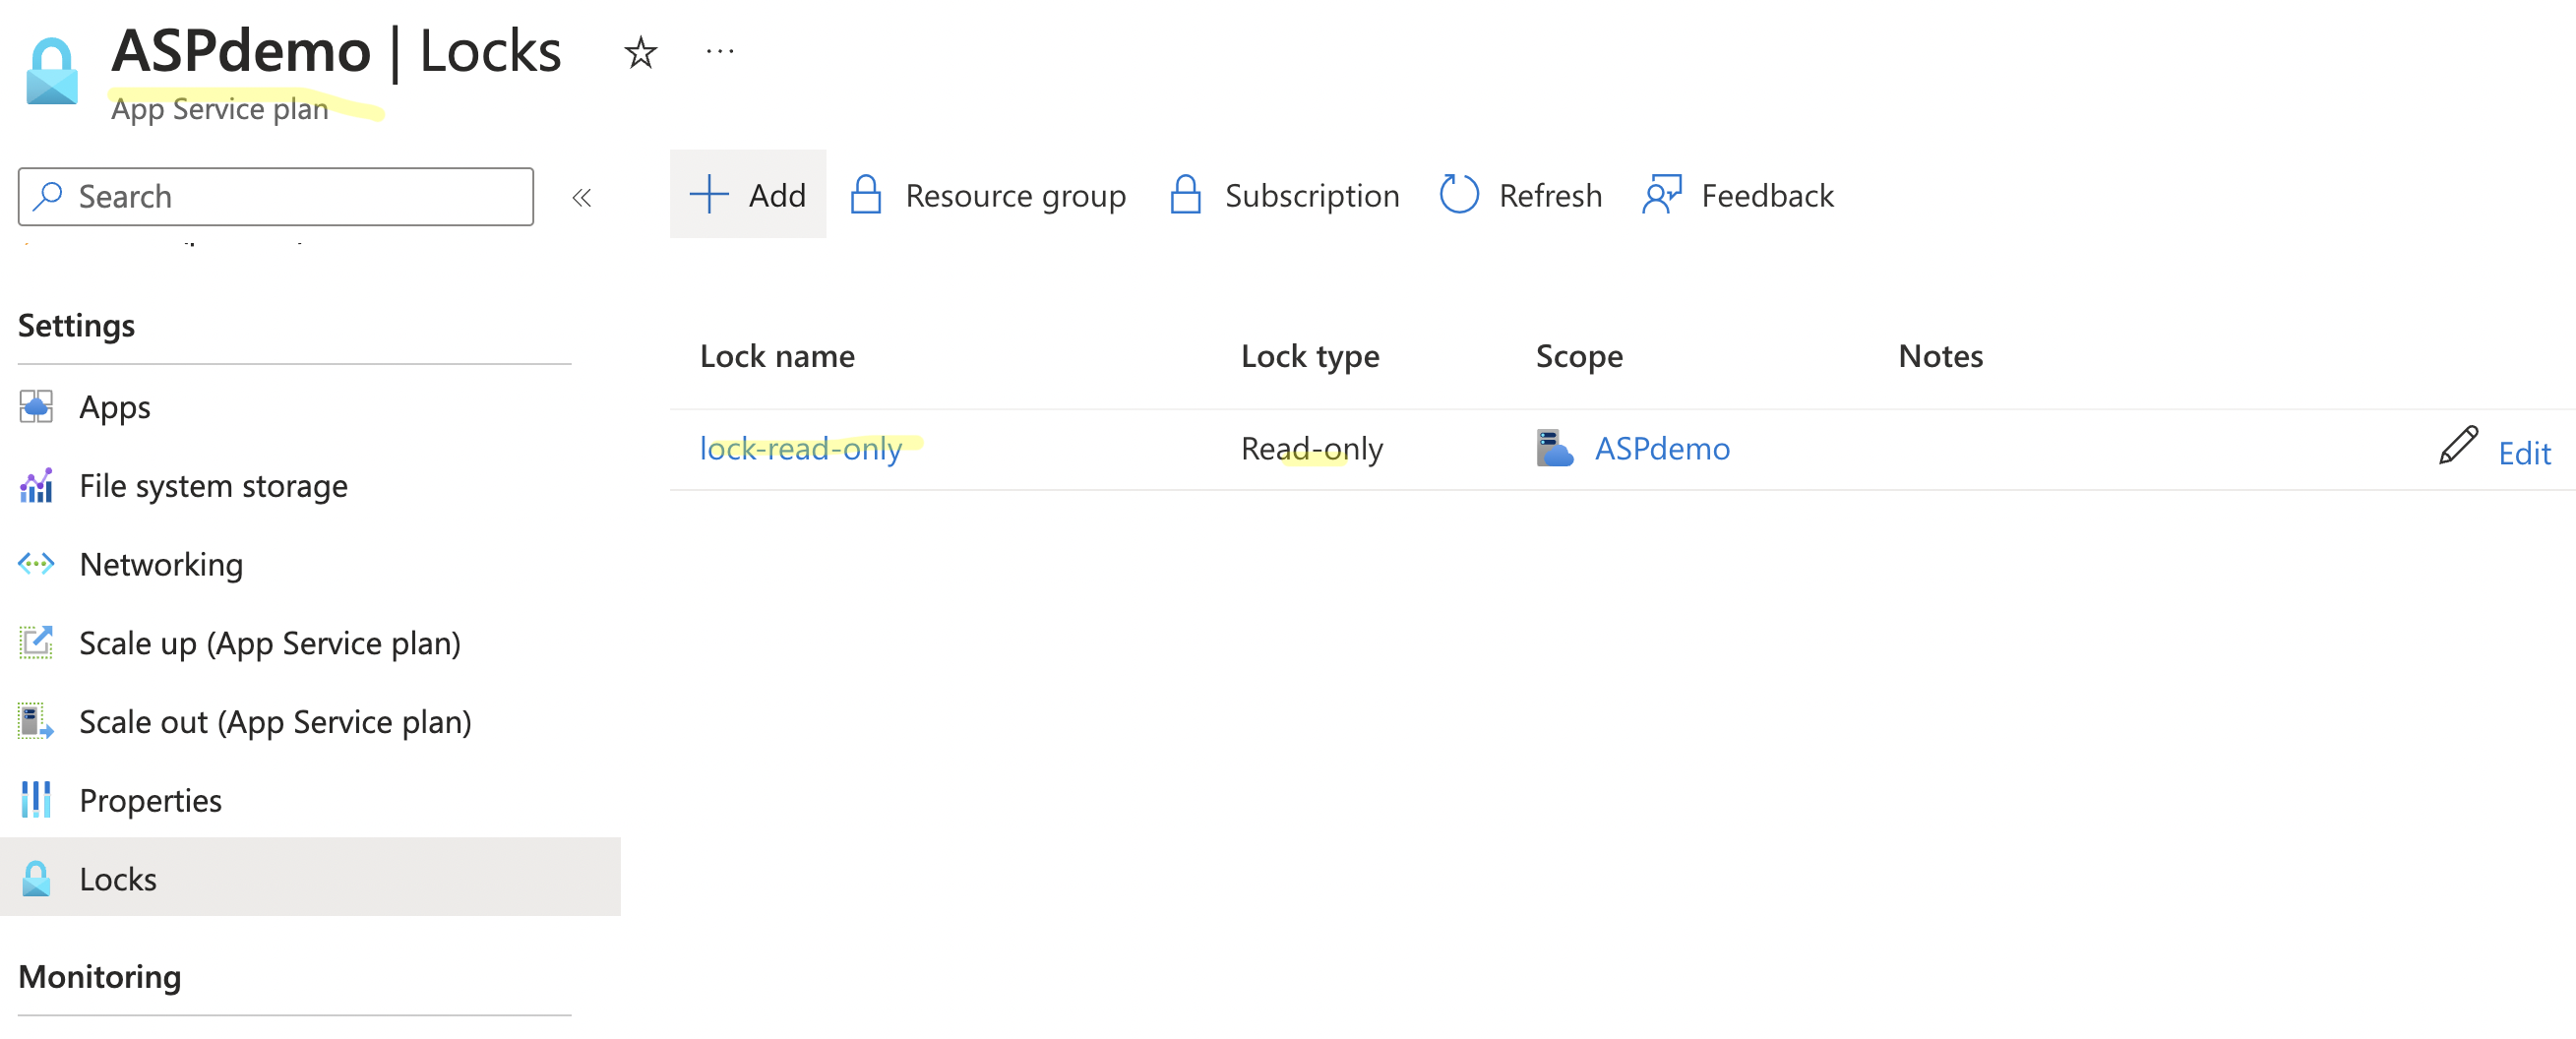 ASPdemo | Locks
App Service plan
Search
Add
Resource group
Subscription
Refresh
Feedback
Settings
Apps
File system storage
Networking
Scale up (App Service plan)
Scale out (App Service plan)
Properties
Locks
Monitoring
Lock name Lock type Scope Notes
lock-read-only Read-only ASPdemo Edit